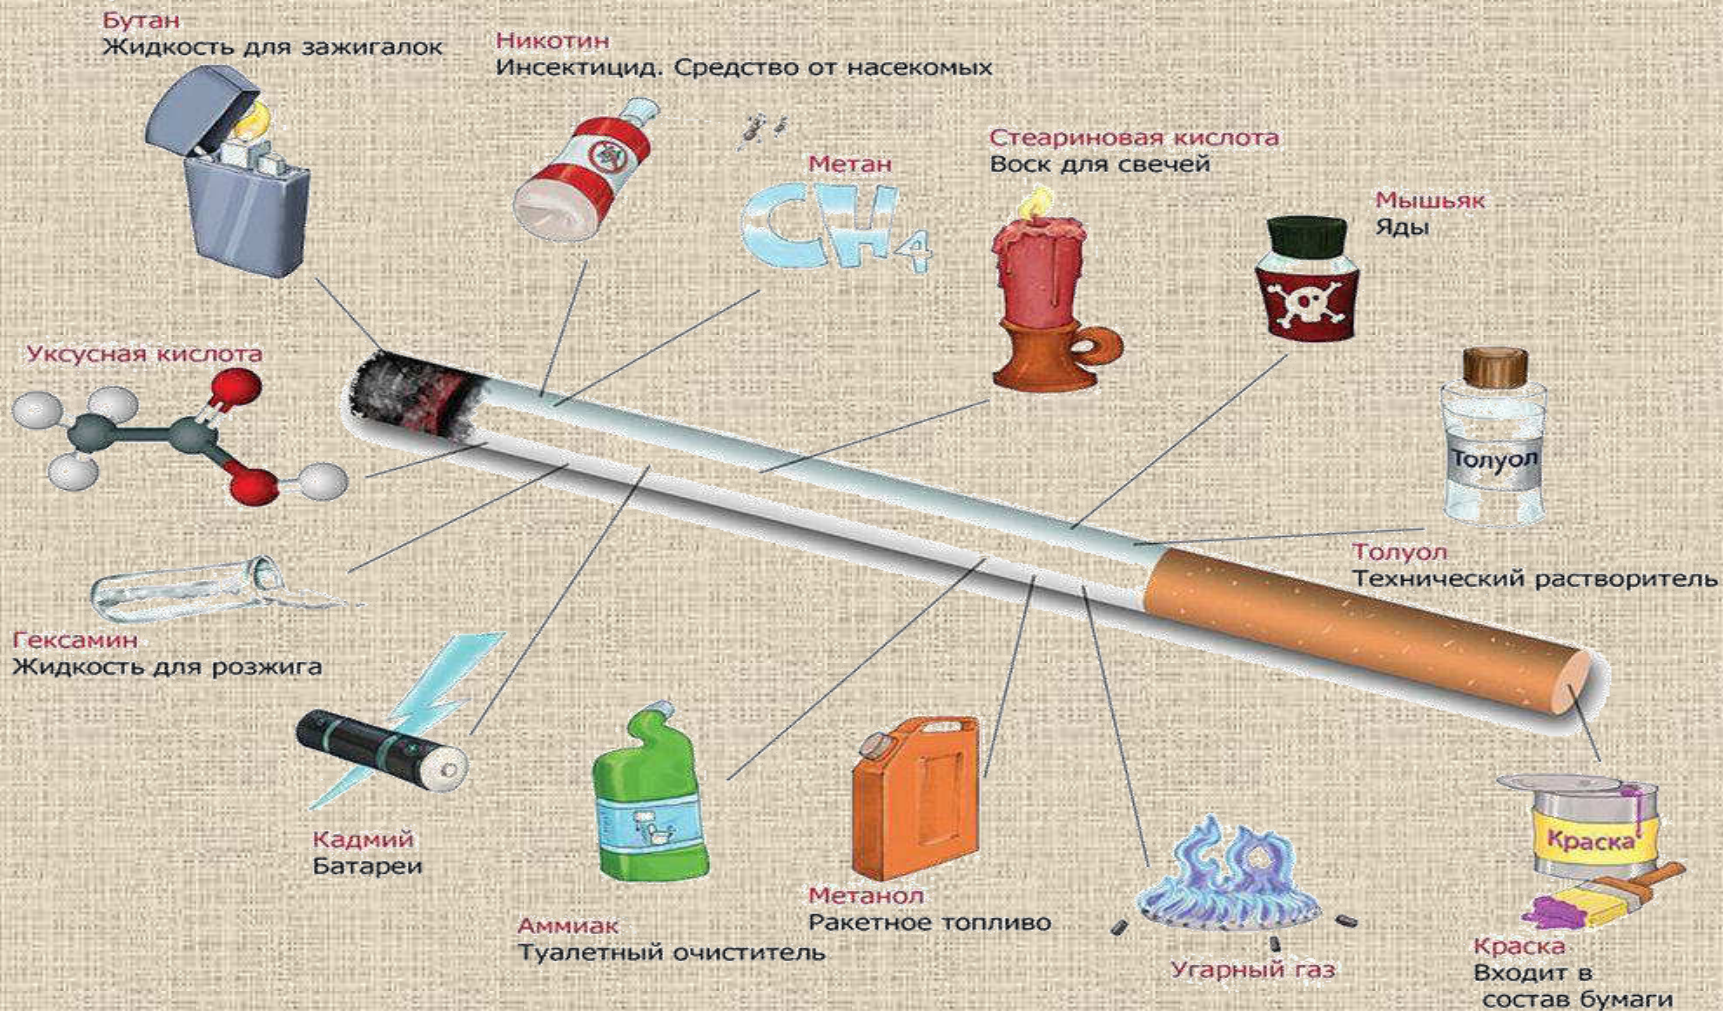 Бутан
Жидкость для зажигалок
Никотин
Инсектицид. Средство от насекомых
Метан
CH4
Стеариновая кислота
Воск для свечей
Мышьяк
Яды
Уксусная кислота
Толуол
Толуол
Технический растворитель
Гексамин
Жидкость для розжига
Кадмий
Батареи
Аммиак
Туалетный очиститель
Метанол
Ракетное топливо
CO
Угарный газ
Краска
Краска
Входит в
состав бумаги